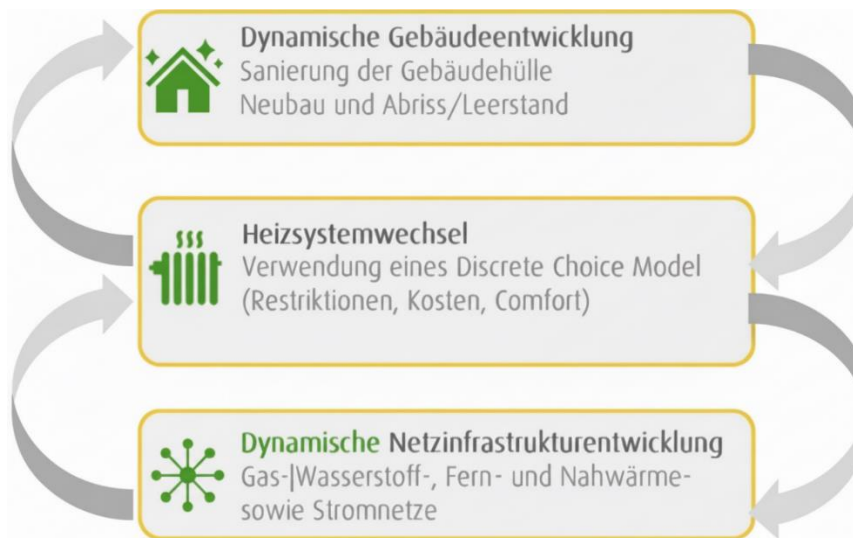 Dynamische Gebäudeentwicklung
Sanierung der Gebäudehülle
Neubau und Abriss/Leerstand
Heizsystemwechsel
Verwendung eines Discrete Choice Model
(Restriktionen, Kosten, Comfort)
Dynamische Netzinfrastrukturentwicklung
Gas-|Wasserstoff-, Fern- und Nahwärme-
sowie Stromnetze